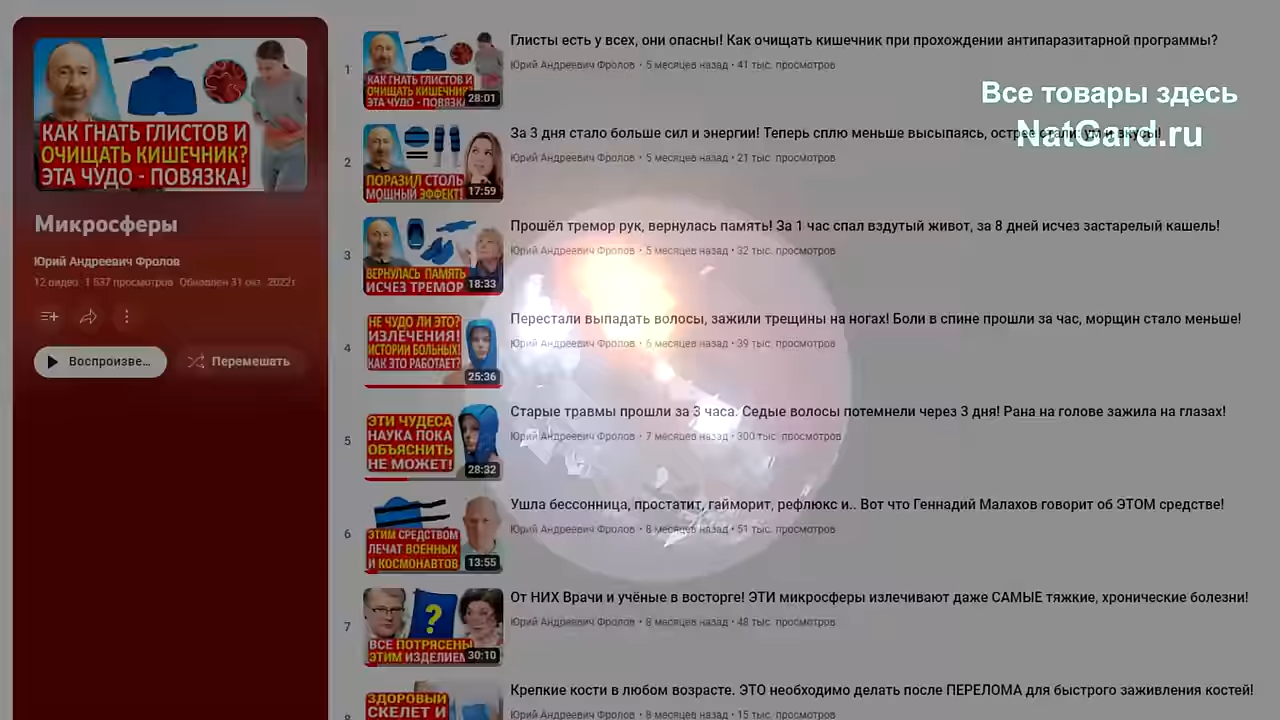 КАК ГНАТЬ ГЛИСТОВ И
ОЧИЩАТЬ КИШЕЧНИК?
ЭТА ЧУДО - ПОВЯЗКА!
Микросферы
Юрий Андреевич Фролов
12 видео 1 637 просмотров Обновлен 31 окт. 2022 г.
Воспроизве...
Перемешать
Все товары здесь
NatGard.ru
1
КАК ГНАТЬ ГЛИСТОВ И
ОЧИЩАТЬ КИШЕЧНИК?
ЭТА ЧУДО - ПОВЯЗКА
28:01
Глисты есть у всех, они опасны! Как очищать кишечник при прохождении антипаразитарной программы?
Юрий Андреевич Фролов • 5 месяцев назад • 41 тыс. просмотров
2
ПОРАЗИЛ СТОЛЬ
МОЩНЫЙ ЭФФЕКТ!
17:59
За 3 дня стало больше сил и энергии! Теперь сплю меньше высыпаясь, острее стали: ум и вкусы!
Юрий Андреевич Фролов • 5 месяцев назад • 21 тыс. просмотров
3
ВЕРНУЛАСЬ ПАМЯТЬ
ИСЧЕЗ ТРЕМОР
18:33
Прошёл тремор рук, вернулась память! За 1 час спал вздутый живот, за 8 дней исчез застарелый кашель!
Юрий Андреевич Фролов • 5 месяцев назад • 32 тыс. просмотров
4
НЕ ЧУДО ЛИ ЭТО?
ИЗЛЕЧЕНИЯ!
ИСТОРИИ БОЛЬНЫХ!
КАК ЭТО РАБОТАЕТ?
25:36
Перестали выпадать волосы, зажили трещины на ногах! Боли в спине прошли за час, морщин стало меньше!
Юрий Андреевич Фролов • 6 месяцев назад • 39 тыс. просмотров
5
ЭТИ ЧУДЕСА
НАУКА ПОКА
ОБЪЯСНИТЬ
НЕ МОЖЕТ!
28:32
Старые травмы прошли за 3 часа. Седые волосы потемнели через 3 дня! Рана на голове зажила на глазах!
Юрий Андреевич Фролов • 7 месяцев назад • 300 тыс. просмотров
6
ЭТИМ СРЕДСТВОМ
ЛЕЧАТ ВОЕННЫХ
И КОСМОНАВТОВ
13:55
Ушла бессонница, простатит, гайморит, рефлюкс и.. Вот что Геннадий Малахов говорит об ЭТОМ средстве!
Юрий Андреевич Фролов • 8 месяцев назад • 51 тыс. просмотров
7
?
ВСЕ ПОТРЯСЕНЫ
ЭТИМ ИЗДЕЛИЕМ
30:10
От НИХ Врачи и учёные в восторге! ЭТИ микросферы излечивают даже САМЫЕ тяжкие, хронические болезни!
Юрий Андреевич Фролов • 8 месяцев назад • 48 тыс. просмотров
8
ЗДОРОВЫЙ
СКЕЛЕТ И
Крепкие кости в любом возрасте. ЭТО необходимо делать после ПЕРЕЛОМА для быстрого заживления костей!
Юрий Андреевич Фролов • 8 месяцев назад • 15 тыс. просмотров